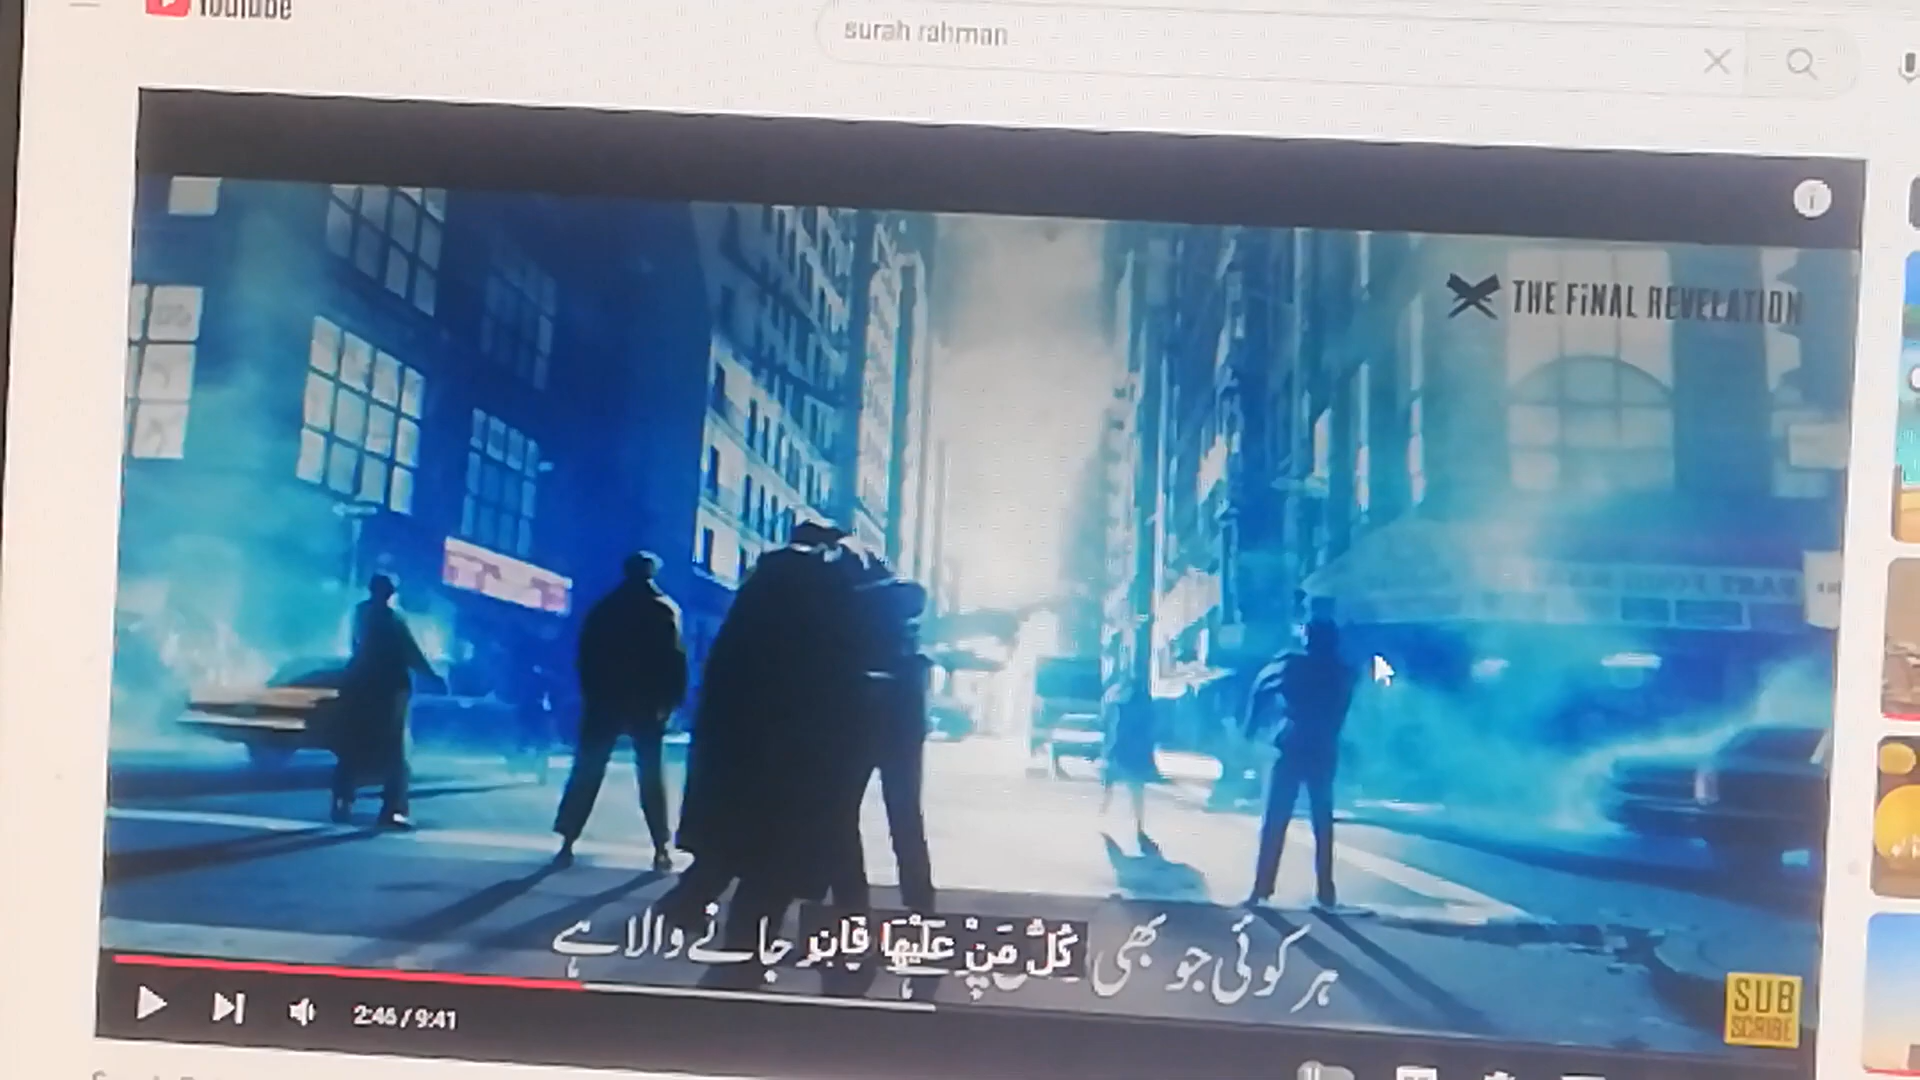 YouTube
surah rahman
THE FiNAL REVELATION
كُلُّ مَنْ عَلَيْهَا فَانٍ
ہر کوئی جو بھی
جانے والا ہے
SUB
SCRIBE
2:46 / 9:41